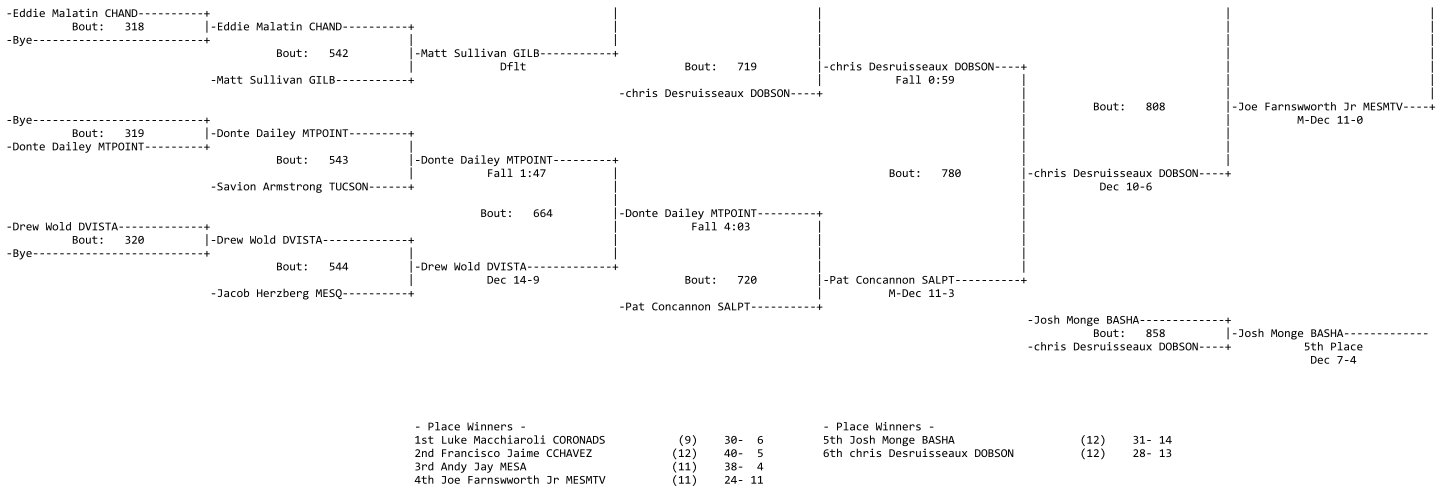 -Eddie Malatin CHAND----------+ | | | |
Bout: 318 |-Eddie Malatin CHAND----------+ | | | |
-Bye--------------------------+ | | | | |
Bout: 542 |-Matt Sullivan GILB-----------+ | | |
| Dflt Bout: 719 |-chris Desruisseaux DOBSON----+ | |
-Matt Sullivan GILB-----------+ | Fall 0:59 | | |
-chris Desruisseaux DOBSON----+ | | |
| Bout: 808 |-Joe Farnswworth Jr MESMTV----+
-Bye--------------------------+ | | M-Dec 11-0
Bout: 319 |-Donte Dailey MTPOINT---------+ | |
-Donte Dailey MTPOINT---------+ | | |
Bout: 543 |-Donte Dailey MTPOINT---------+ | |
| Fall 1:47 | Bout: 780 |-chris Desruisseaux DOBSON----+
-Savion Armstrong TUCSON------+ | | Dec 10-6
| |
Bout: 664 |-Donte Dailey MTPOINT---------+ |
-Drew Wold DVISTA-------------+ | Fall 4:03 | |
Bout: 320 |-Drew Wold DVISTA-------------+ | | |
-Bye--------------------------+ | | | |
Bout: 544 |-Drew Wold DVISTA-------------+ | |
| Dec 14-9 Bout: 720 |-Pat Concannon SALPT----------+
-Jacob Herzberg MESQ----------+ | M-Dec 11-3
-Pat Concannon SALPT----------+
-Josh Monge BASHA-------------+
Bout: 858 |-Josh Monge BASHA-------------
-chris Desruisseaux DOBSON----+ 5th Place
Dec 7-4
- Place Winners - - Place Winners -
1st Luke Macchiaroli CORONADS (9) 30- 6 5th Josh Monge BASHA (12) 31- 14
2nd Francisco Jaime CCHAVEZ (12) 40- 5 6th chris Desruisseaux DOBSON (12) 28- 13
3rd Andy Jay MESA (11) 38- 4
4th Joe Farnswworth Jr MESMTV (11) 24- 11